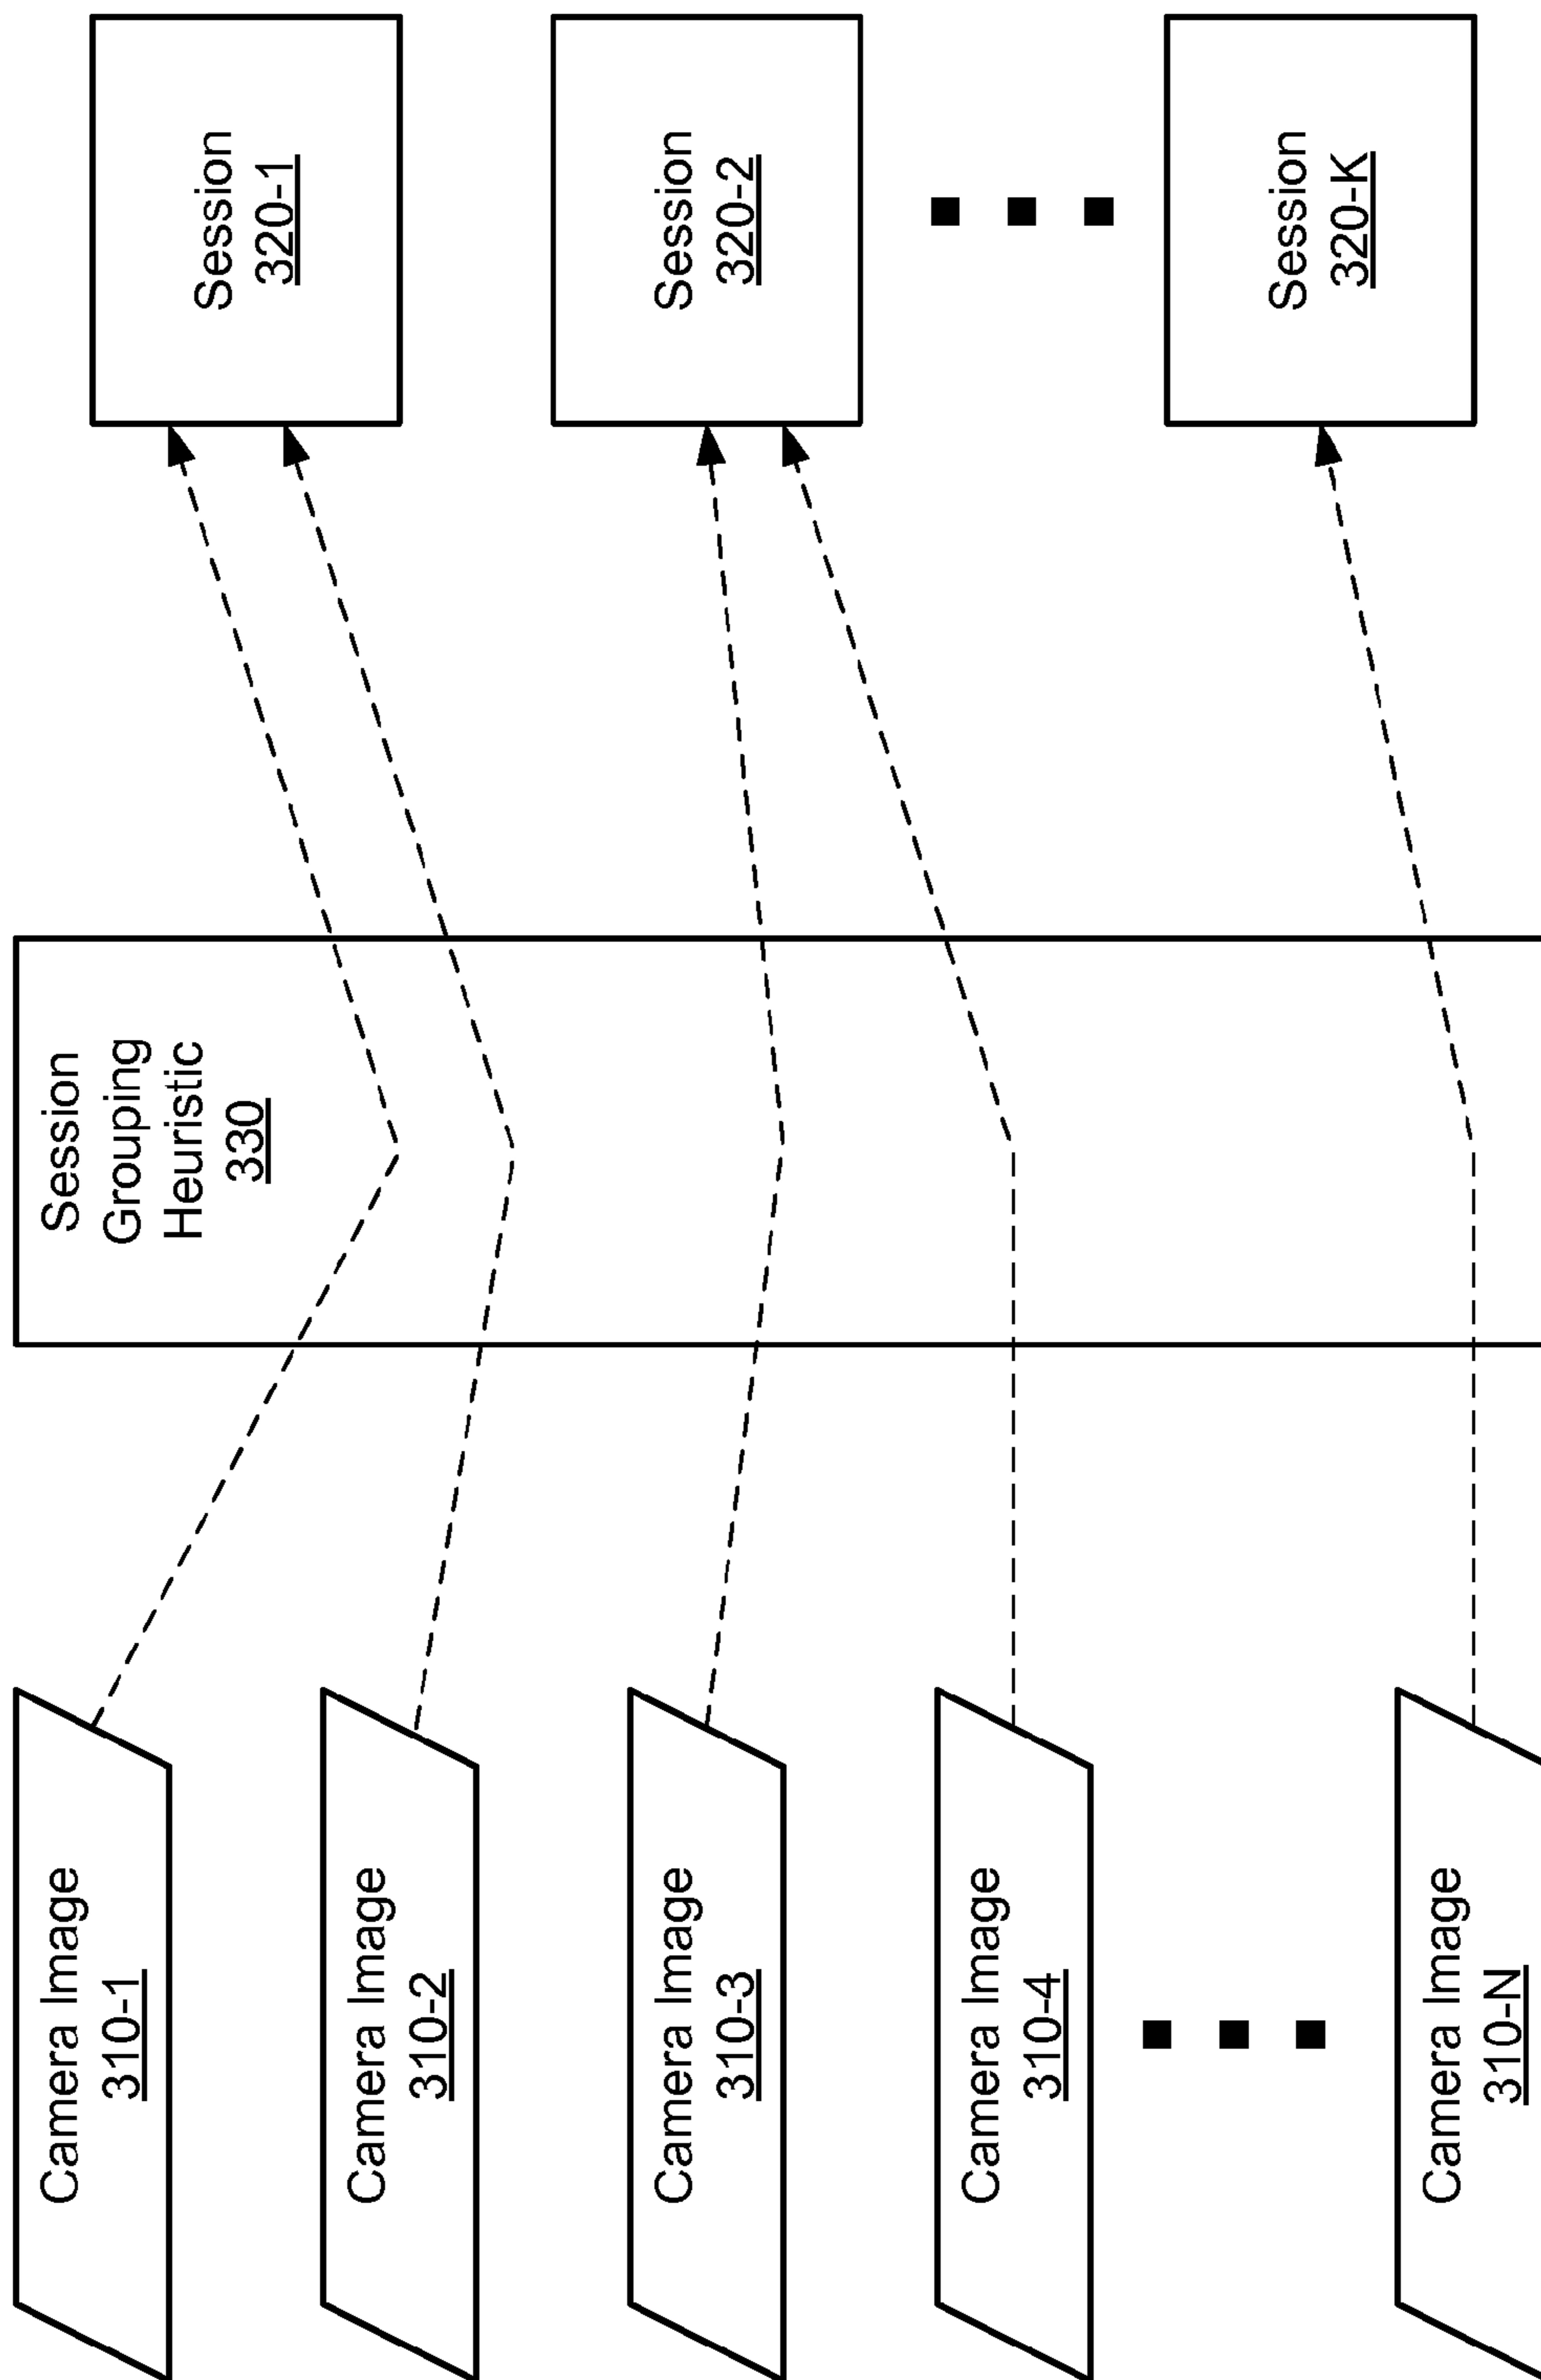 Camera Image
310-1
Camera Image
310-2
Camera Image
310-3
Camera Image
310-4
Camera Image
310-N
Session
Grouping
Heuristic
330
Session
320-1
Session
320-2
Session
320-K